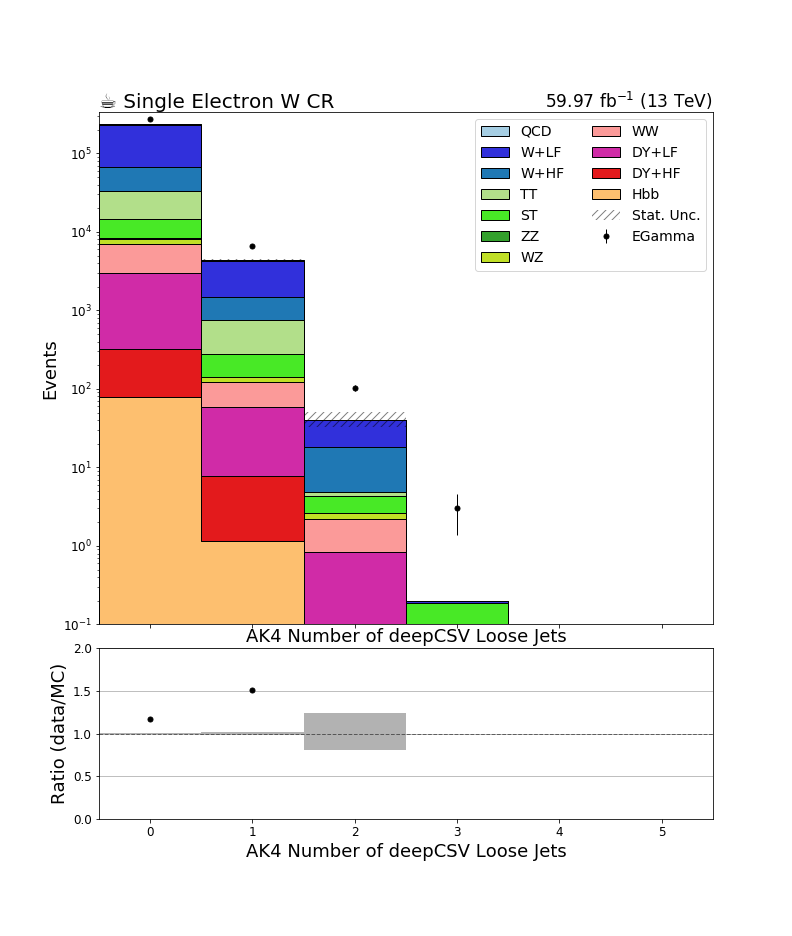 ☕ Single Electron W CR 59.97 fb⁻¹ (13 TeV)
QCD WW
W+LF DY+LF
W+HF DY+HF
TT Hbb
ST Stat. Unc.
ZZ EGamma
WZ
Events
10⁵
10⁴
10³
10²
10¹
10⁰
10⁻¹
AK4 Number of deepCSV Loose Jets
Ratio (data/MC)
2.0
1.5
1.0
0.5
0.0
0 1 2 3 4 5
AK4 Number of deepCSV Loose Jets